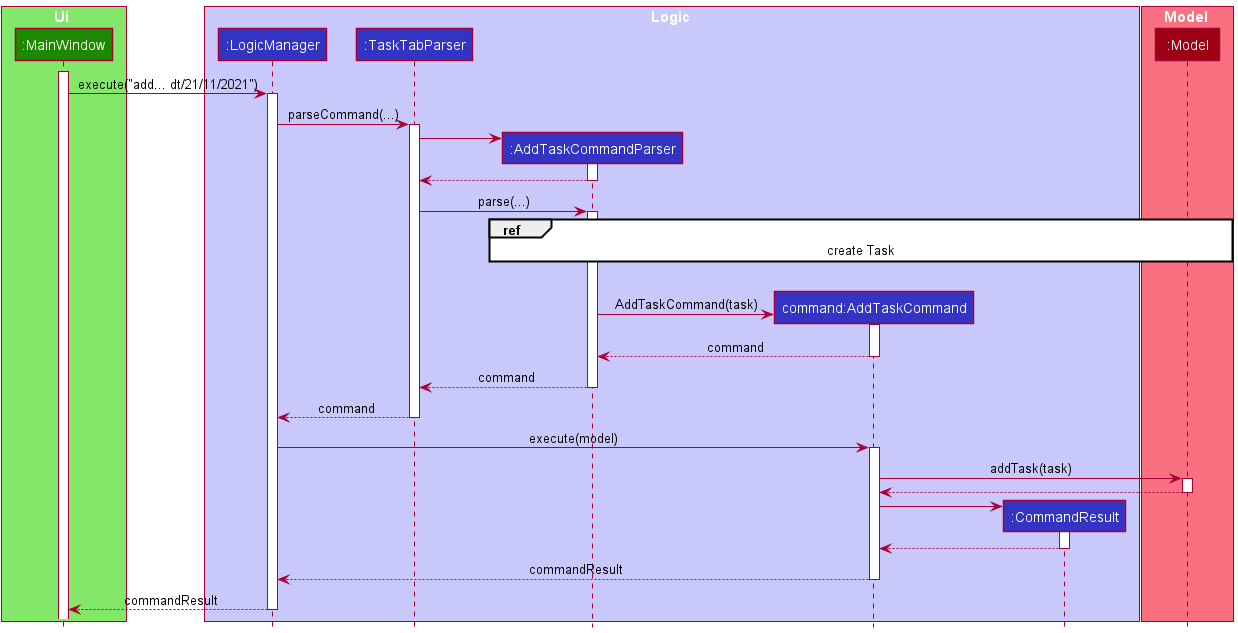 Ui
Logic
Model
:MainWindow
:LogicManager
:TaskTabParser
:Model
execute("add... dt/21/11/2021")
parseCommand(...)
:AddTaskCommandParser
parse(...)
ref
create Task
AddTaskCommand(task)
command:AddTaskCommand
command
command
command
execute(model)
addTask(task)
:CommandResult
commandResult
commandResult